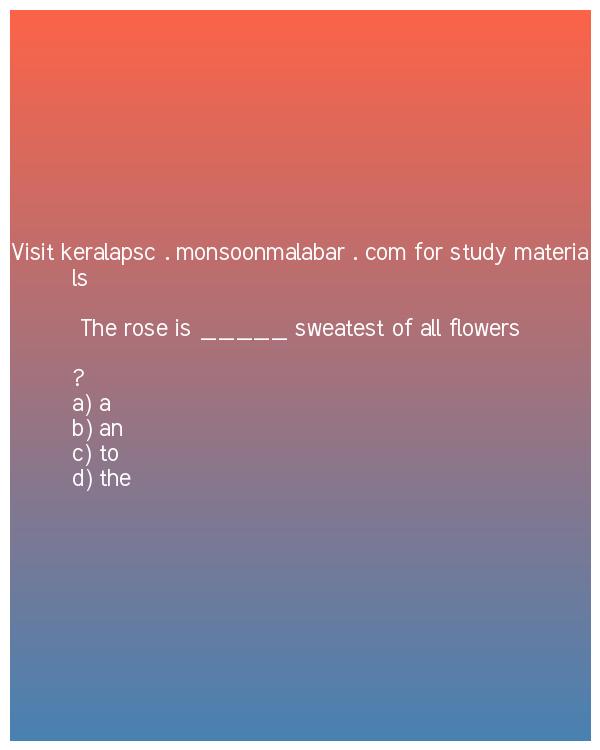 Visit keralapsc . monsoonmalabar . com for study materia
ls
The rose is _____ sweatest of all flowers
?
a) a
b) an
c) to
d) the